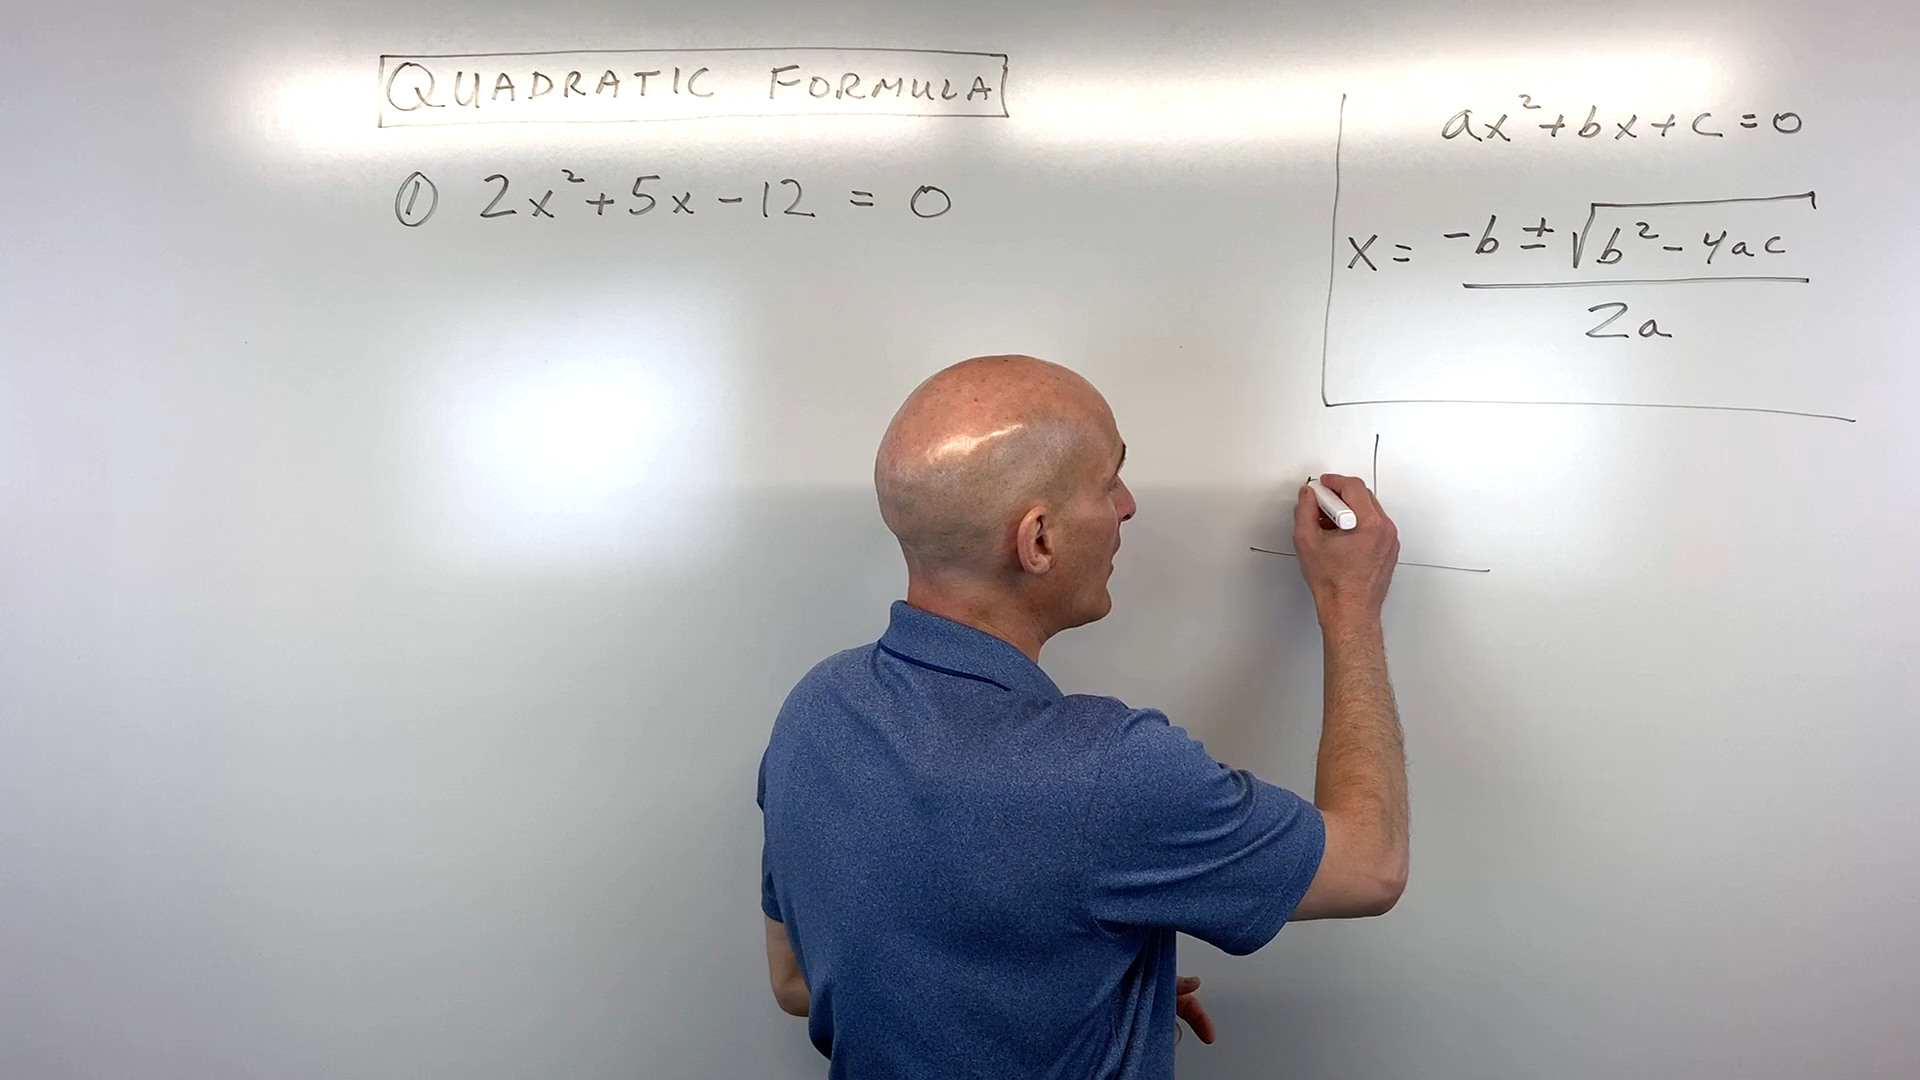 QUADRATIC FORMULA
① 2x²+5x-12 = 0
ax²+bx+c=0
x = -b ± √b²-4ac
2a